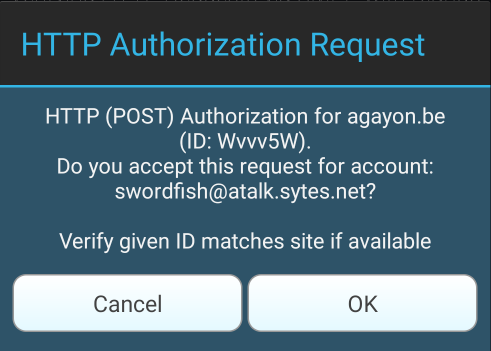 HTTP Authorization Request
HTTP (POST) Authorization for agayon.be
(ID: Wvvv5W).
Do you accept this request for account:
swordfish@atalk.sytes.net?
Verify given ID matches site if available
Cancel
OK